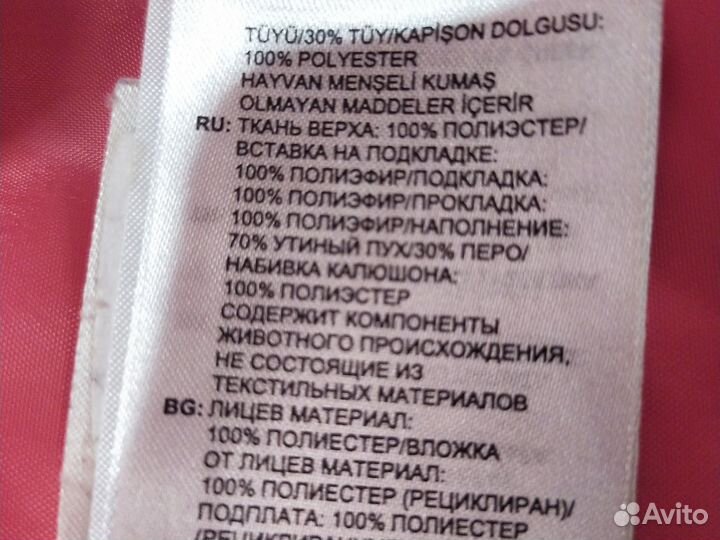 TÜYÜ/30% TÜY/KAPİŞON DOLGUSU:
100% POLYESTER
HAYVAN MENŞELİ KUMAŞ
OLMAYAN MADDELER İÇERİR
RU: ТКАНЬ ВЕРХА: 100% ПОЛИЭСТЕР/
ВСТАВКА НА ПОДКЛАДКЕ:
100% ПОЛИЭФИР/ПОДКЛАДКА:
100% ПОЛИЭФИР/ПРОКЛАДКА:
100% ПОЛИЭФИР/НАПОЛНЕНИЕ:
70% УТИНЫЙ ПУХ/30% ПЕРО/
НАБИВКА КАПЮШОНА:
100% ПОЛИЭСТЕР
СОДЕРЖИТ КОМПОНЕНТЫ
ЖИВОТНОГО ПРОИСХОЖДЕНИЯ,
НЕ СОСТОЯЩИЕ ИЗ
ТЕКСТИЛЬНЫХ МАТЕРИАЛОВ
BG: ЛИЦЕВ МАТЕРИАЛ:
100% ПОЛИЕСТЕР/ВЛОЖКА
ОТ ЛИЦЕВ МАТЕРИАЛ:
100% ПОЛИЕСТЕР (РЕЦИКЛИРАН)/
ПОДПЛАТА: 100% ПОЛИЕСТЕР
Avito